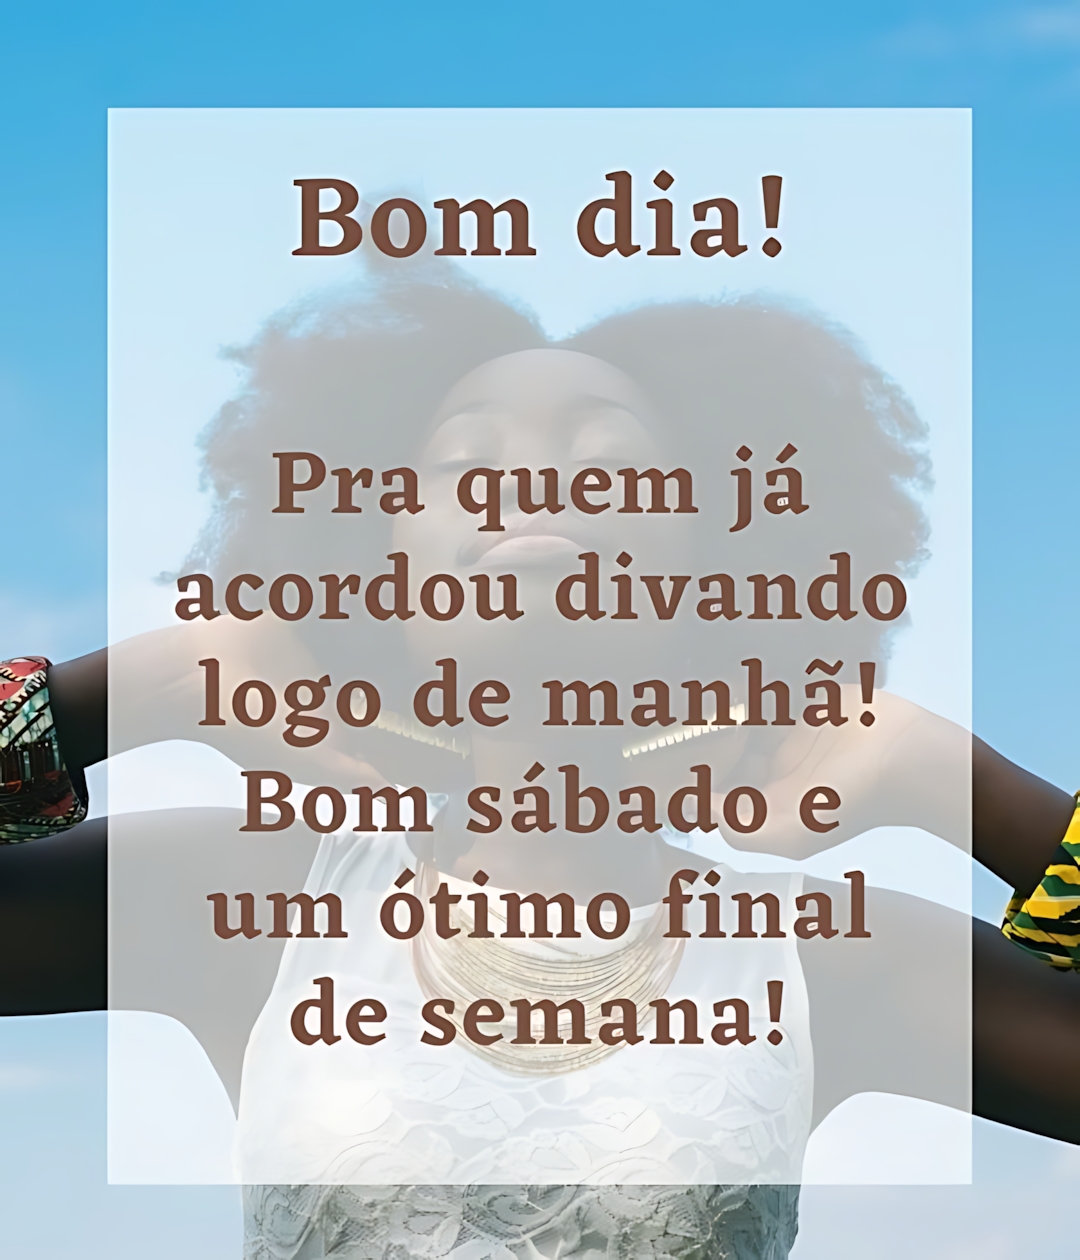 Bom dia!
Pra quem já
acordou divando
logo de manhã!
Bom sábado e
um ótimo final
de semana!